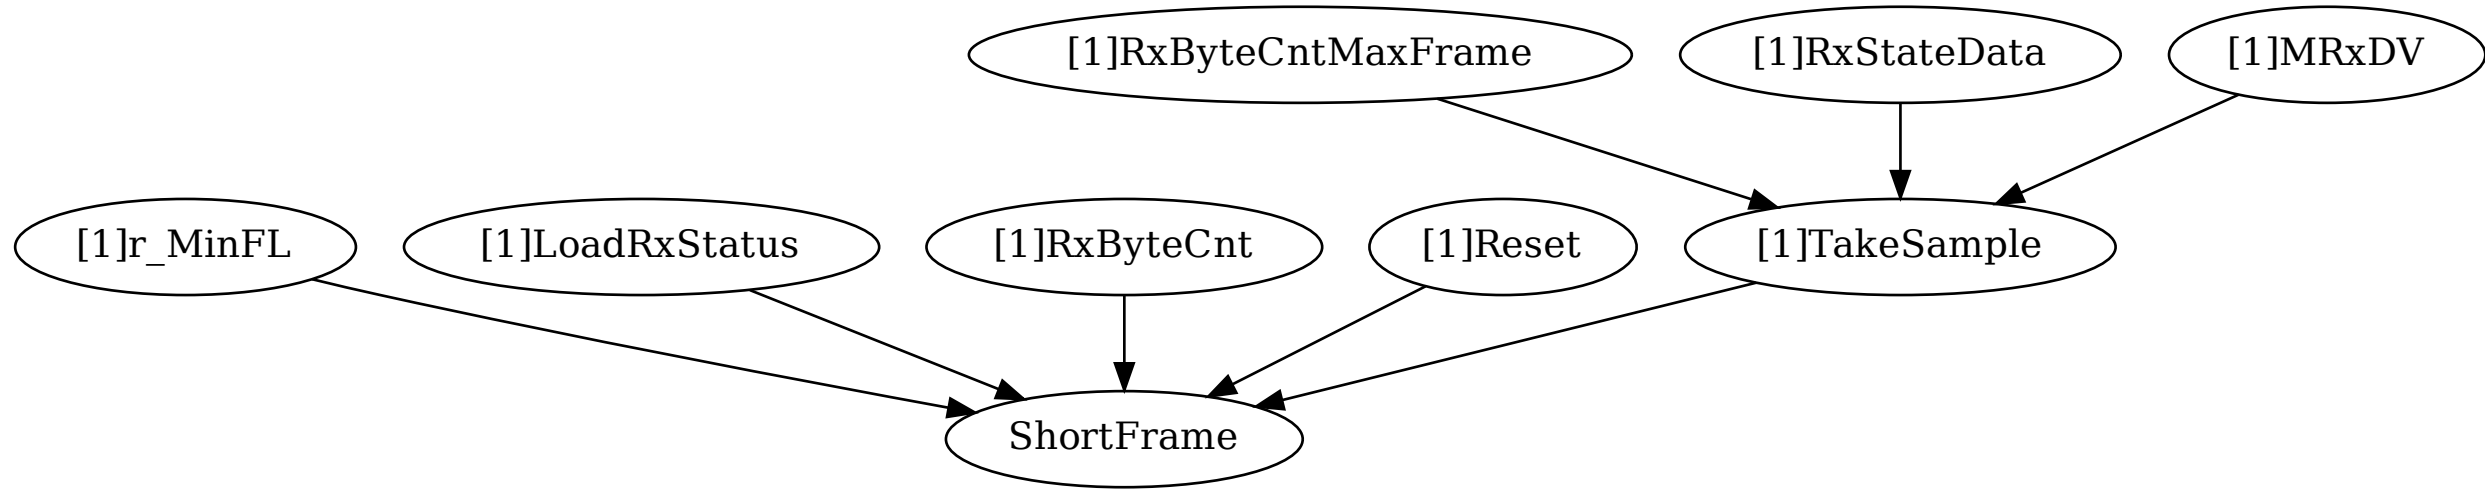 [1]RxByteCntMaxFrame
[1]RxStateData
[1]MRxDV
[1]r_MinFL
[1]LoadRxStatus
[1]RxByteCnt
[1]Reset
[1]TakeSample
ShortFrame